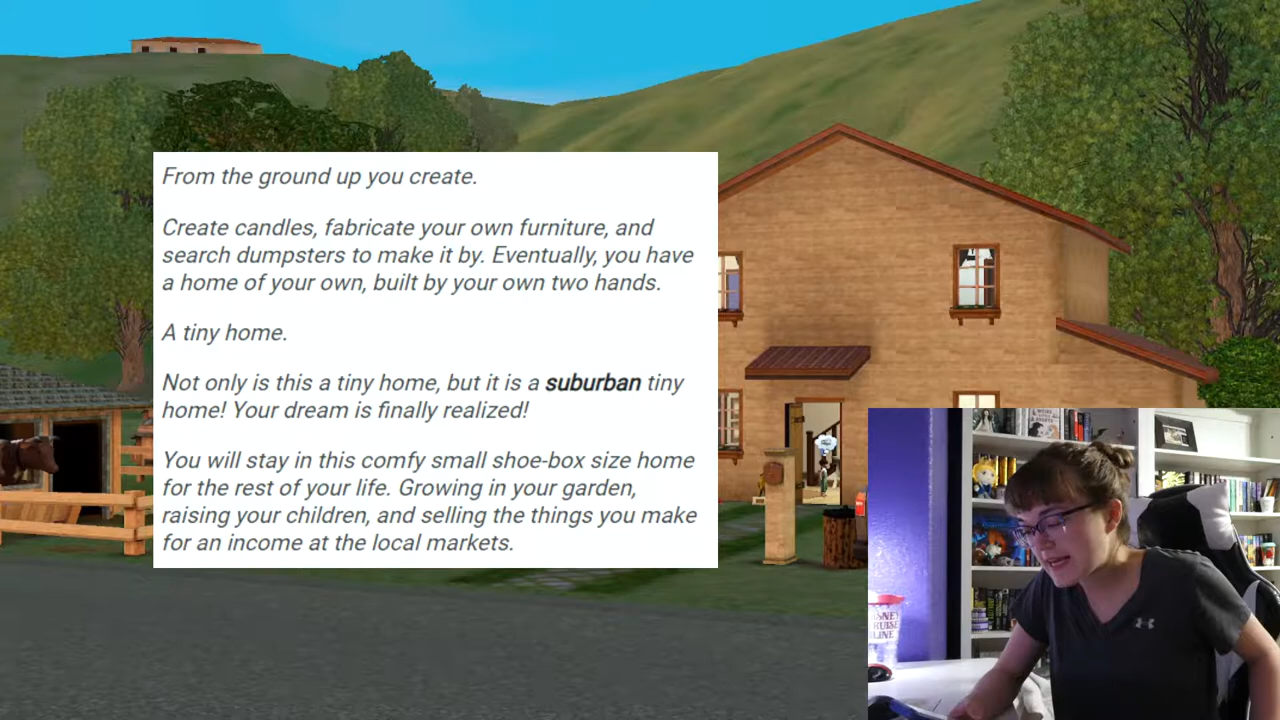 From the ground up you create.
Create candles, fabricate your own furniture, and
search dumpsters to make it by. Eventually, you have
a home of your own, built by your own two hands.
A tiny home.
Not only is this a tiny home, but it is a suburban tiny
home! Your dream is finally realized!
You will stay in this comfy small shoe-box size home
for the rest of your life. Growing in your garden,
raising your children, and selling the things you make
for an income at the local markets.